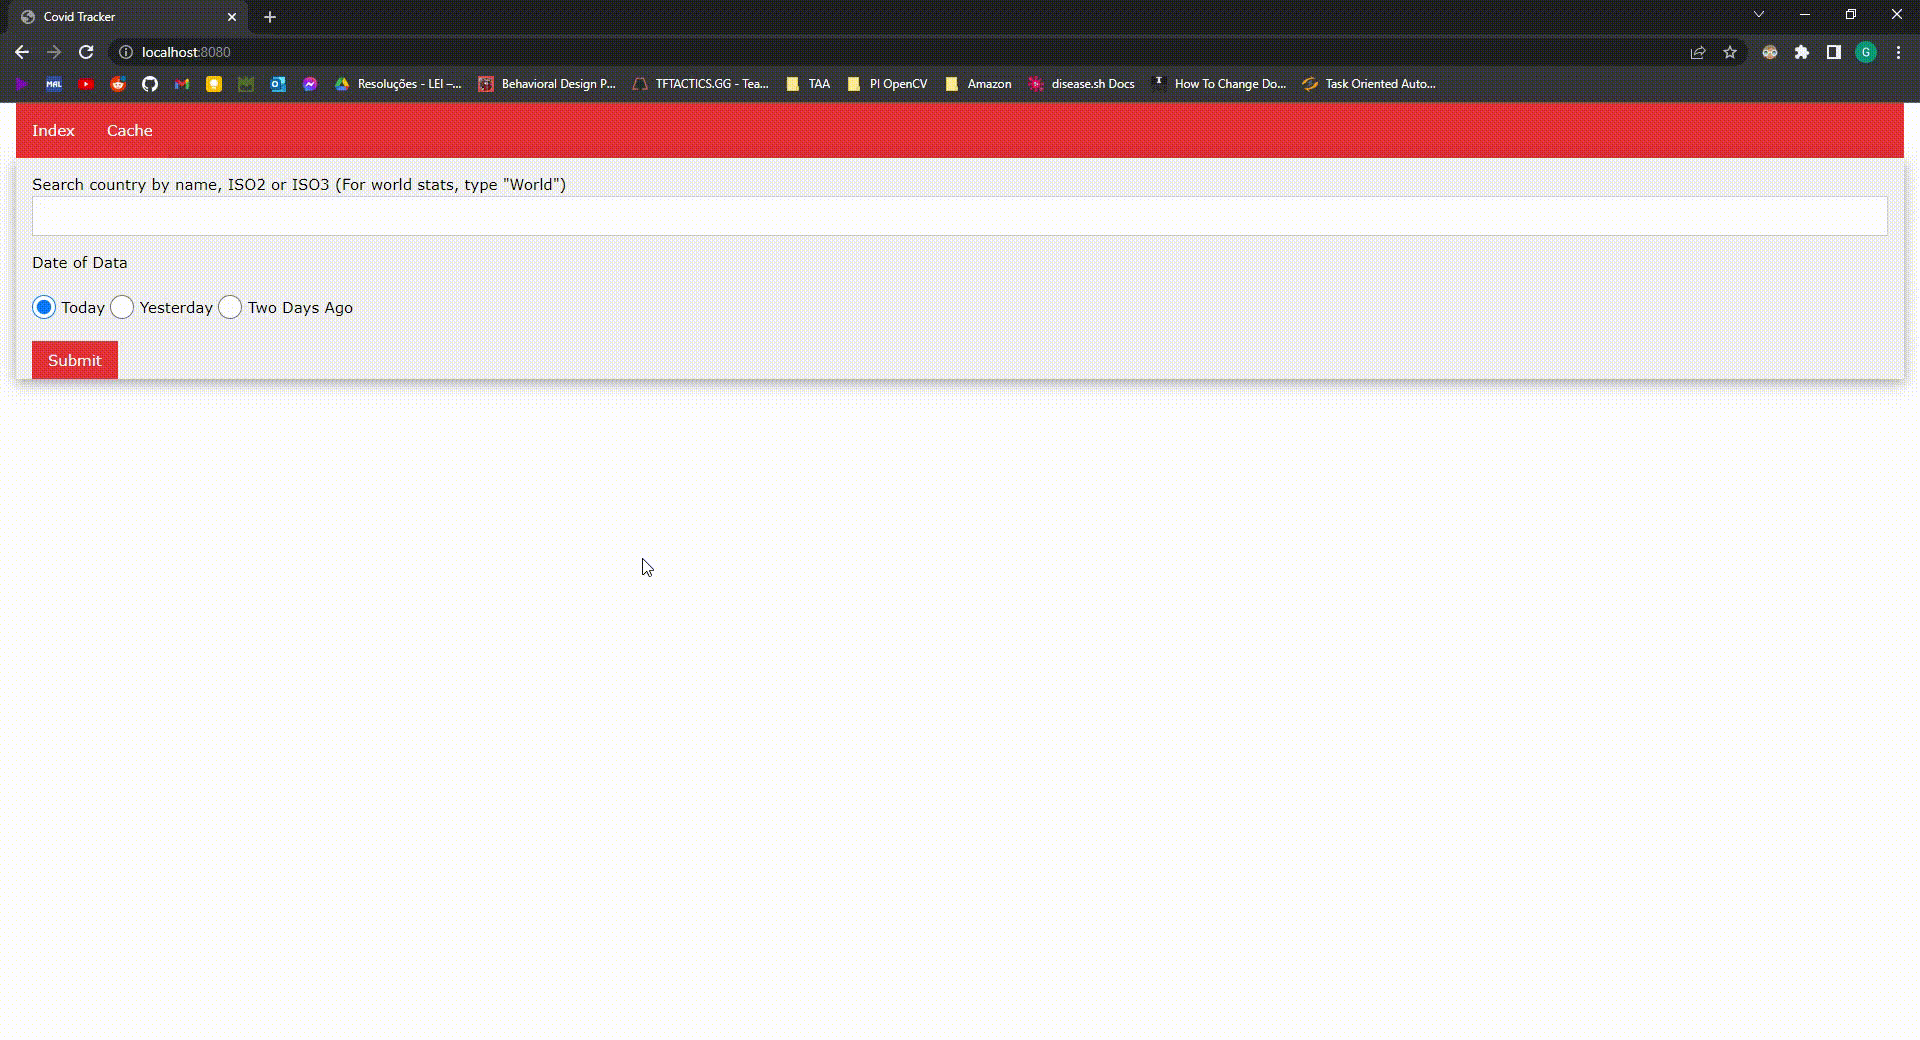 Covid Tracker
localhost:8080
G
MAL Resoluções - LEI –... Behavioral Design P... TFTACTICS.GG - Tea... TAA PI OpenCV Amazon disease.sh Docs How To Change Do... Task Oriented Auto...
Index Cache
Search country by name, ISO2 or ISO3 (For world stats, type "World")
Date of Data
Today Yesterday Two Days Ago
Submit